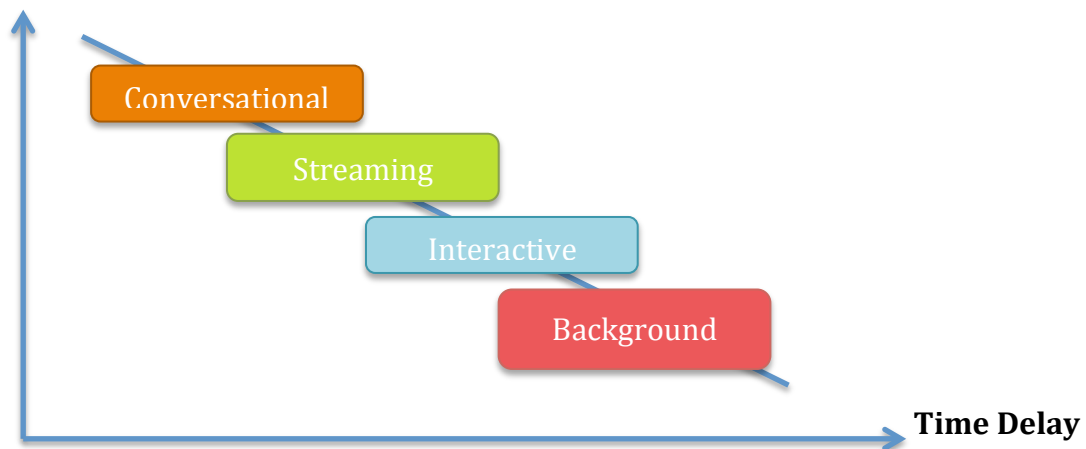 Conversational
Streaming
Interactive
Background
Time Delay